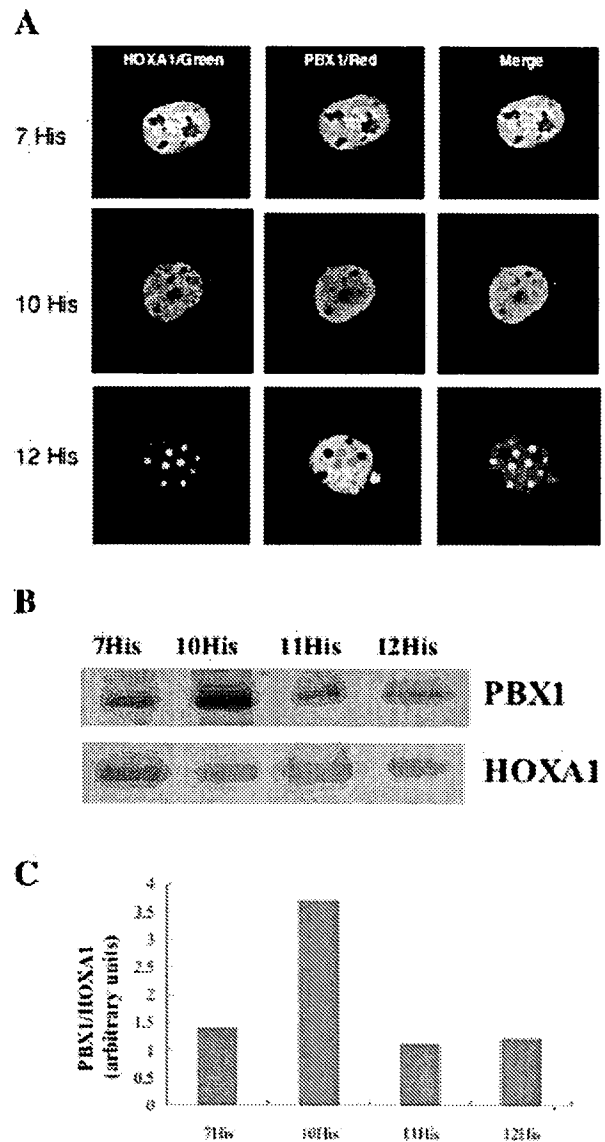 A
HOXA1/Green PBX1/Red Merge
7 His
10 His
12 His
B
7His 10His 11His 12His
PBX1
HOXA1
C
PBX1/HOXA1
(arbitrary units)
4
3.5
3
2.5
2
1.5
1
0.5
0
7His 10His 11His 12His